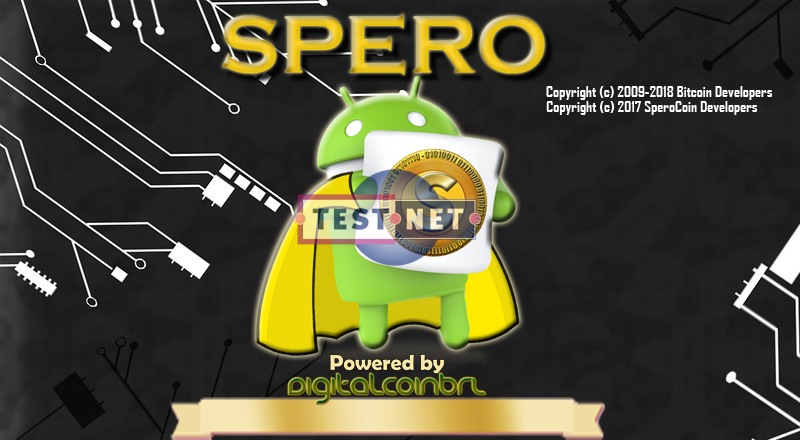 SPERO
Copyright (c) 2009-2018 Bitcoin Developers
Copyright (c) 2017 SperoCoin Developers
TEST NET
Powered by
DigitalcoinBRL